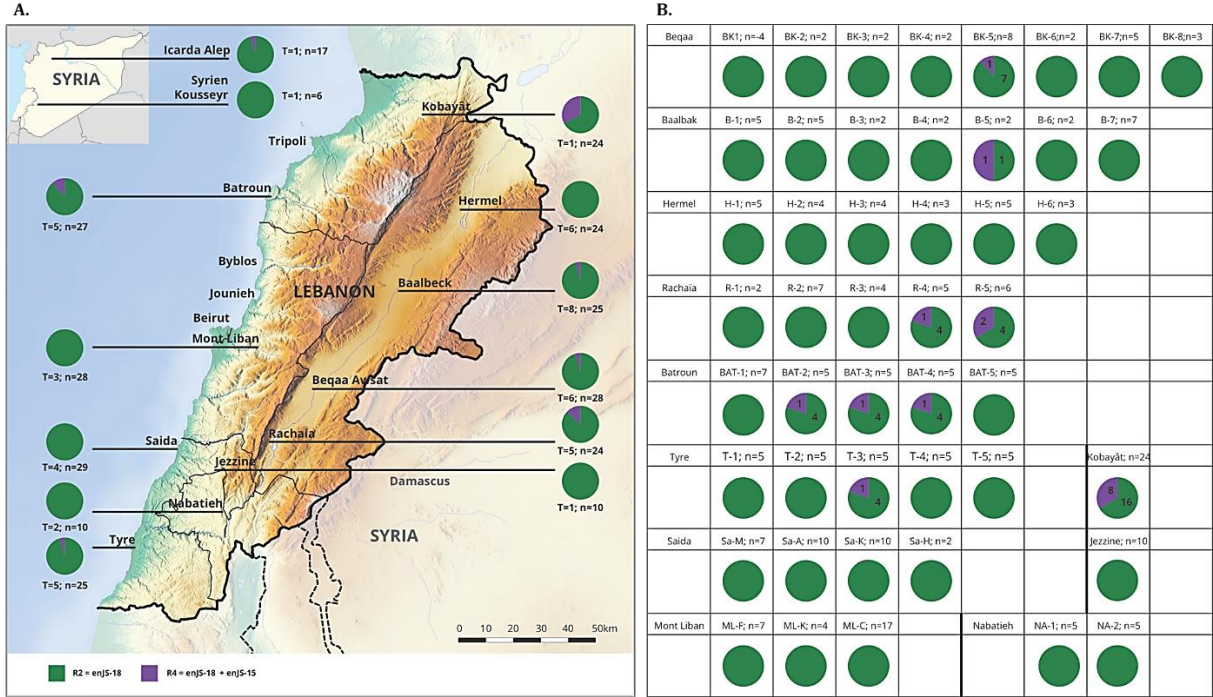 A.
Icarda Alep
T=1; n=17
SYRIA
Syrien
Kousseyr
T=1; n=6
Kobayât
T=1; n=24
Tripoli
Batroun
T=5; n=27
Hermel
T=6; n=24
Byblos
Jounieh
LEBANON
Baalbeck
T=8; n=25
Beirut
Mont-Liban
T=3; n=28
Beqaa Awsat
T=6; n=28
Rachaia
T=5; n=24
Saida
T=4; n=29
Jezzine
Damascus
T=1; n=10
Nabatieh
T=2; n=10
Tyre
SYRIA
T=5; n=25
0 10 20 30 40 50km
R2 = enJS-18 R4 = enJS-18 + enJS-15
B.
Beqaa BK1; n=-4 BK-2; n=2 BK-3; n=2 BK-4; n=2 BK-5;n=8 BK-6;n=2 BK-7;n=5 BK-8;n=3
1 7
Baalbak B-1; n=5 B-2; n=5 B-3; n=2 B-4; n=2 B-5; n=2 B-6; n=2 B-7; n=7
1 1
Hermel H-1; n=5 H-2; n=4 H-3; n=4 H-4; n=3 H-5; n=5 H-6; n=3
Rachaia R-1; n=2 R-2; n=7 R-3; n=4 R-4; n=5 R-5; n=6
1 4 2 4
Batroun BAT-1; n=7 BAT-2; n=5 BAT-3; n=5 BAT-4; n=5 BAT-5; n=5
1 4 1 4 1 4
Tyre T-1; n=5 T-2; n=5 T-3; n=5 T-4; n=5 T-5; n=5 Kobayât; n=24
1 4 8 16
Saida Sa-M; n=7 Sa-A; n=10 Sa-K; n=10 Sa-H; n=2 Jezzine; n=10
Mont Liban ML-F; n=7 ML-K; n=4 ML-C; n=17 Nabatieh NA-1; n=5 NA-2; n=5